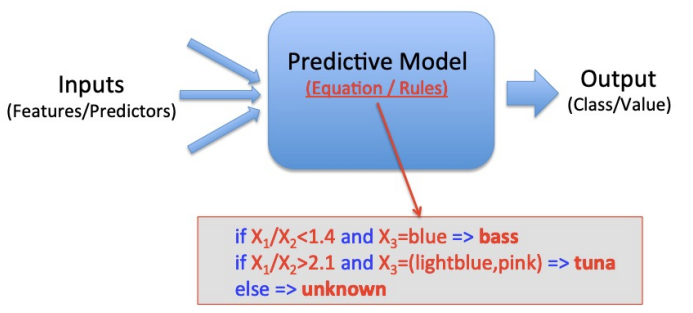 Inputs
(Features/Predictors)
Predictive Model
(Equation / Rules)
Output
(Class/Value)
if X₁/X₂<1.4 and X₃=blue => bass
if X₁/X₂>2.1 and X₃=(lightblue,pink) => tuna
else => unknown